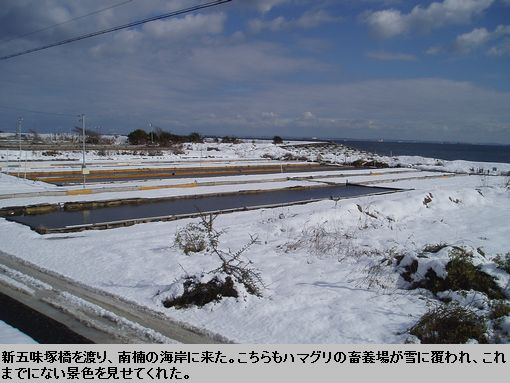 新五味塚橋を渡り、南楠の海岸に来た。こちらもハマグリの畜養場が雪に覆われ、これ
までにない景色を見せてくれた。